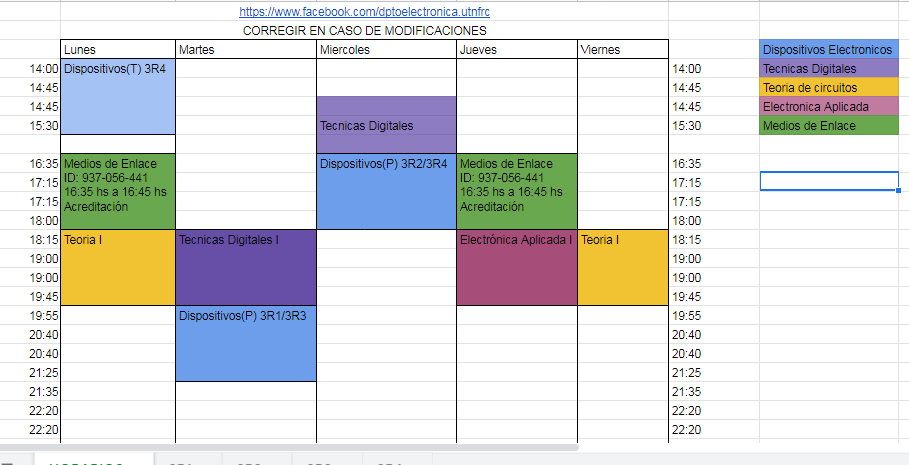 https://www.facebook.com/dptoelectronica.utnfrc
CORREGIR EN CASO DE MODIFICACIONES
Lunes Martes Miercoles Jueves Viernes Dispositivos Electronicos
14:00 Dispositivos(T) 3R4 14:00 Tecnicas Digitales
14:45 14:45 Teoria de circuitos
14:45 14:45 Electronica Aplicada
15:30 Tecnicas Digitales 15:30 Medios de Enlace
16:35 Medios de Enlace Dispositivos(P) 3R2/3R4 Medios de Enlace 16:35
17:15 ID: 937-056-441 ID: 937-056-441 17:15
17:15 16:35 hs a 16:45 hs 16:35 hs a 16:45 hs 17:15
18:00 Acreditación Acreditación 18:00
18:15 Teoria I Tecnicas Digitales I Electrónica Aplicada I Teoria I 18:15
19:00 19:00
19:00 19:00
19:45 19:45
19:55 Dispositivos(P) 3R1/3R3 19:55
20:40 20:40
20:40 20:40
21:25 21:25
21:35 21:35
22:20 22:20
22:20 22:20